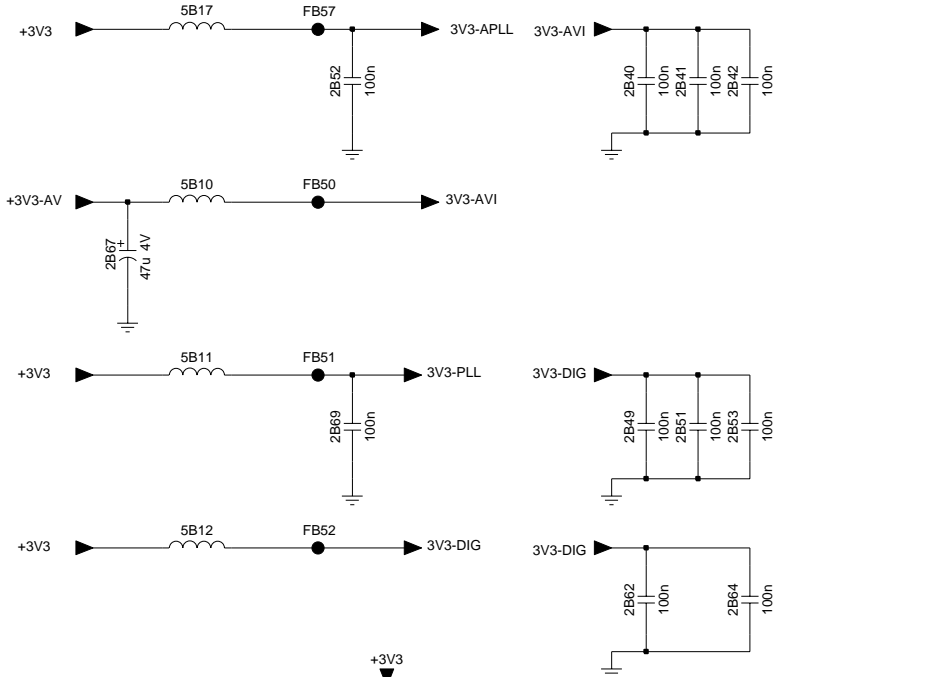 5B17
FB57
+3V3
3V3-APLL
2B52
100n
3V3-AVI
2B40
100n
2B41
100n
2B42
100n
+3V3-AV
5B10
FB50
3V3-AVI
2B67
+
47u 4V
+3V3
5B11
FB51
3V3-PLL
2B69
100n
3V3-DIG
2B49
100n
2B51
100n
2B53
100n
+3V3
5B12
FB52
3V3-DIG
3V3-DIG
2B62
100n
2B64
100n
+3V3